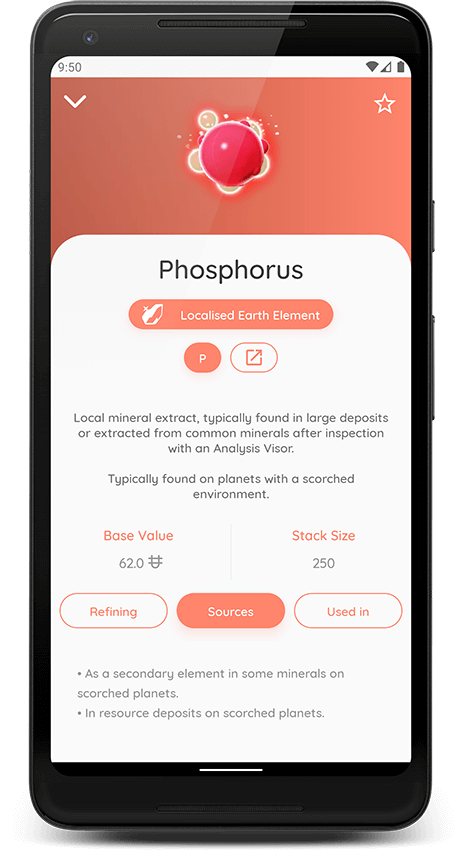 9:50
Phosphorus
Localised Earth Element
P
Local mineral extract, typically found in large deposits
or extracted from common minerals after inspection
with an Analysis Visor.
Typically found on planets with a scorched
environment.
Base Value
Stack Size
62.0
250
Refining
Sources
Used in
• As a secondary element in some minerals on
scorched planets.
• In resource deposits on scorched planets.